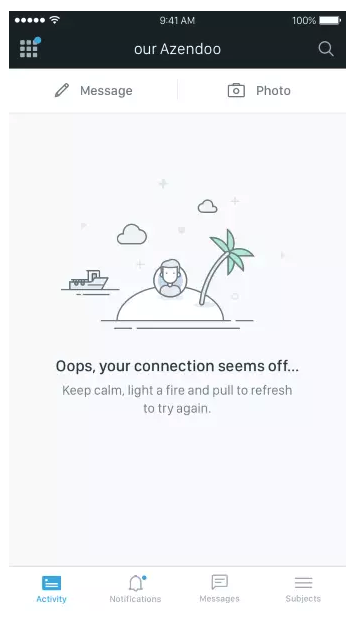 9:41 AM 100%
our Azendoo
Message Photo
Oops, your connection seems off...
Keep calm, light a fire and pull to refresh
to try again.
Activity Notifications Messages Subjects